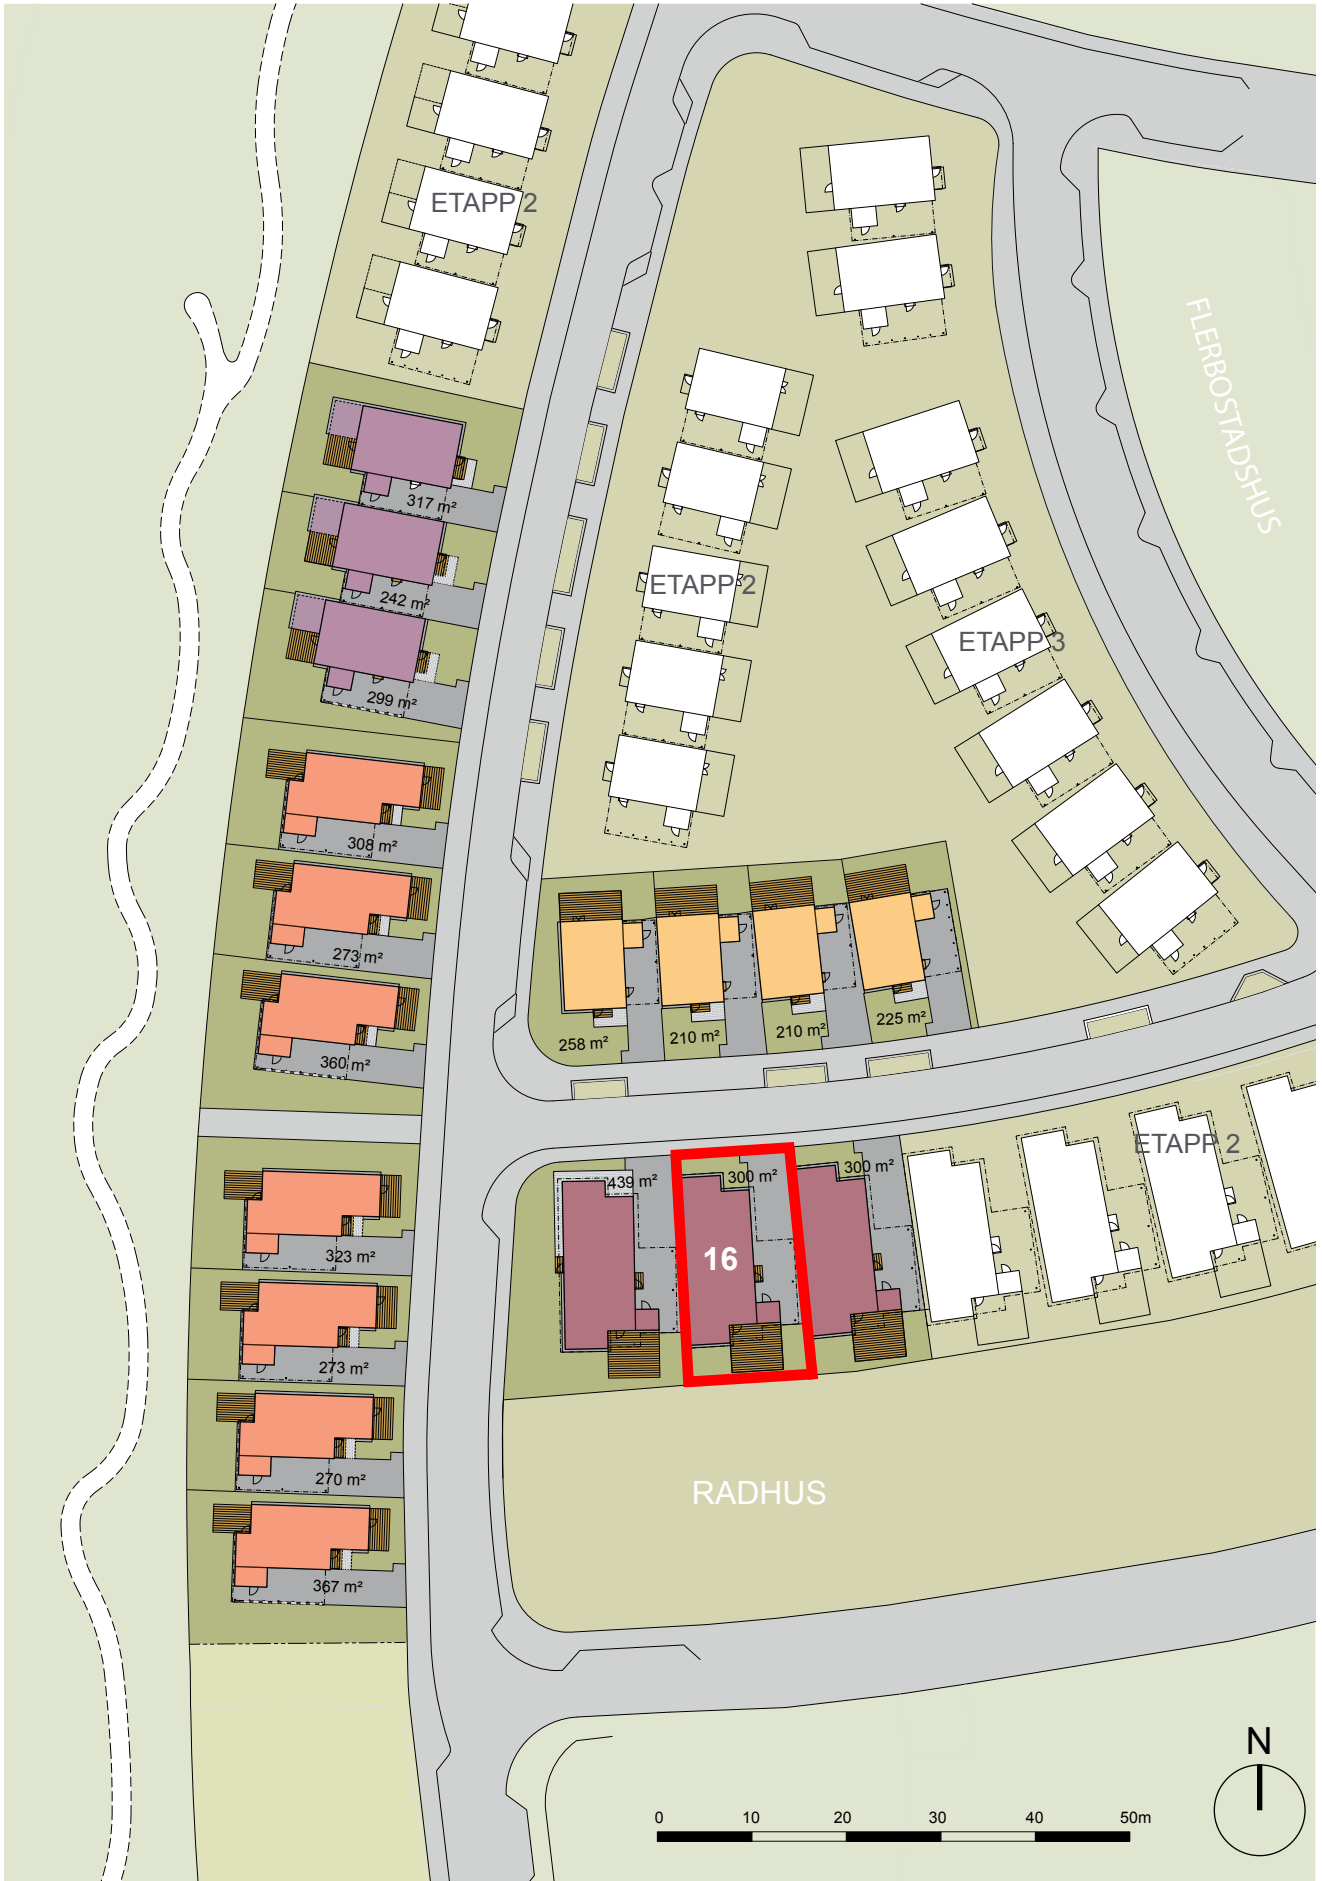 ETAPP 2
FLERBOSTADSHUS
317 m²
242 m²
ETAPP 2
ETAPP 3
299 m²
308 m²
273 m²
360 m²
258 m²
210 m²
210 m²
225 m²
ETAPP 2
439 m²
300 m²
300 m²
16
323 m²
273 m²
270 m²
RADHUS
367 m²
N
0 10 20 30 40 50m